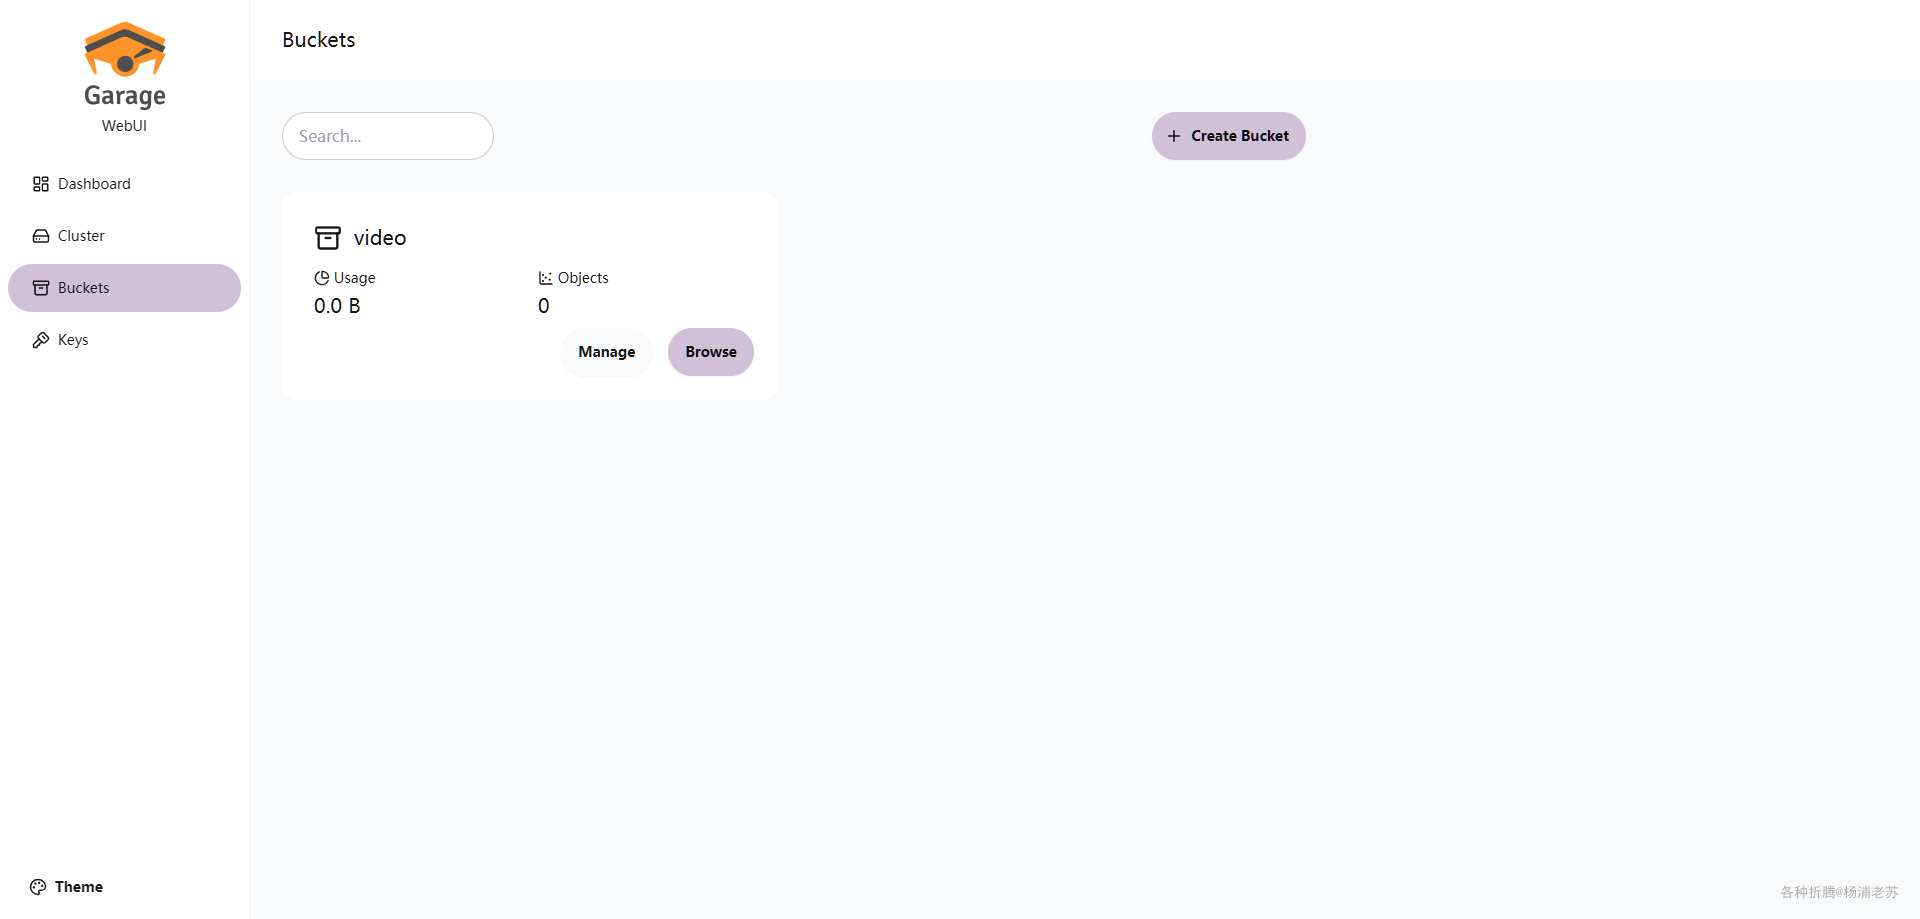 Garage
WebUI
Dashboard
Cluster
Buckets
Keys
Theme
Buckets
Search...
Create Bucket
video
Usage
Objects
0.0 B
0
Manage
Browse
各种折腾@杨浦老苏